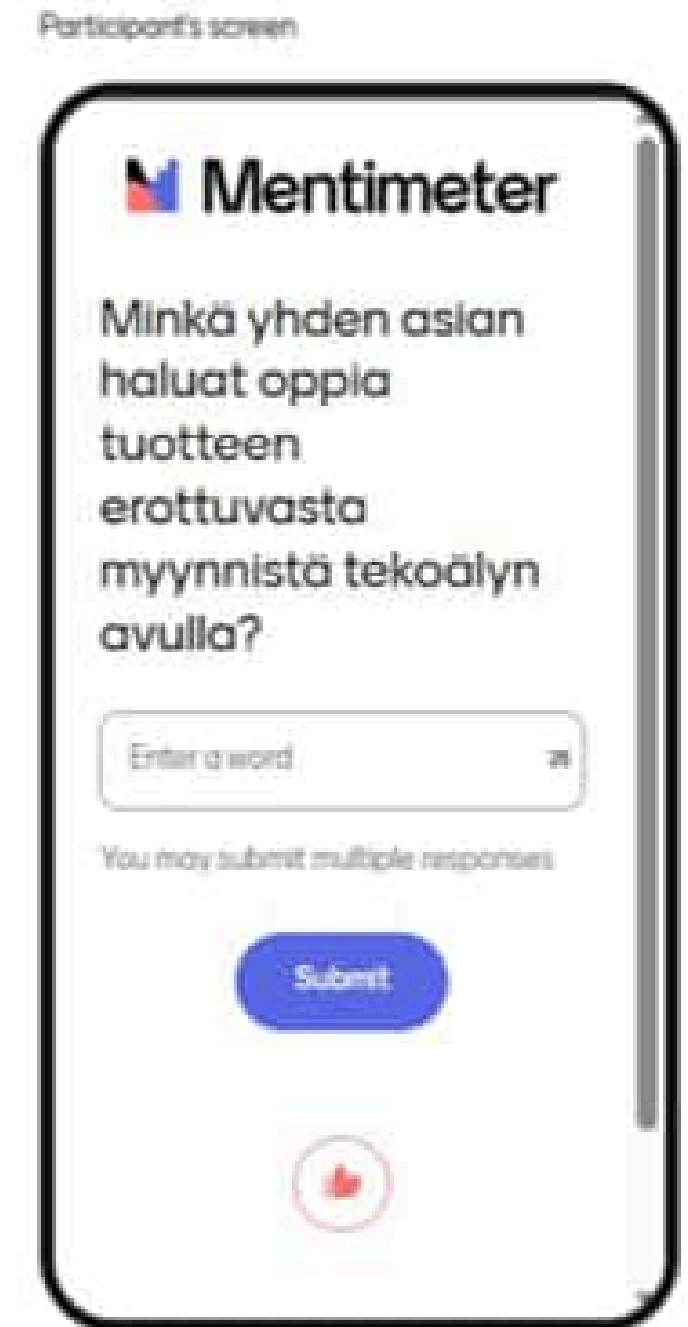 Participant's screen
Mentimeter
Minkä yhden asian
haluat oppia
tuotteen
erottuvasta
myynnistä tekoälyn
avulla?
Enter a word
You may submit multiple responses
Submit